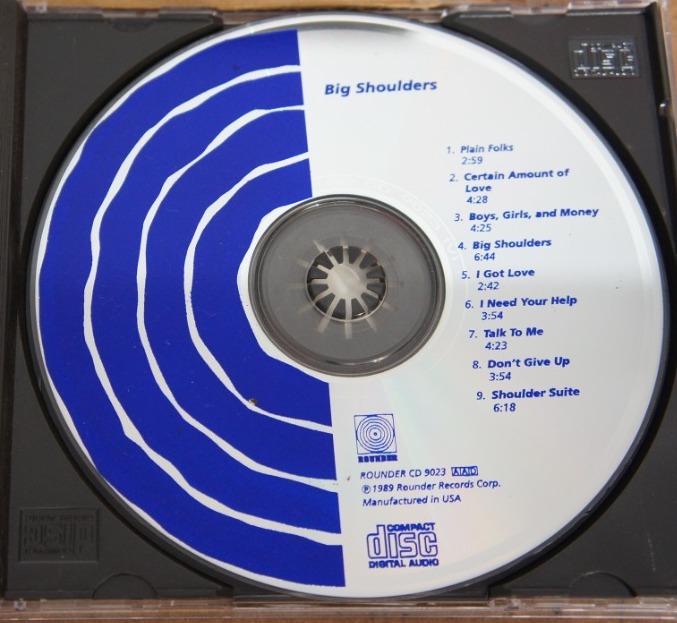 Big Shoulders
1. Plain Folks
2:59
2. Certain Amount of
Love
4:28
3. Boys, Girls, and Money
4:25
4. Big Shoulders
6:44
5. I Got Love
2:42
6. I Need Your Help
3:54
7. Talk To Me
4:23
8. Don't Give Up
3:54
9. Shoulder Suite
6:18
ROUNDER
ROUNDER CD 9023 AAD
℗ 1989 Rounder Records Corp.
Manufactured in USA
COMPACT
disc
DIGITAL AUDIO